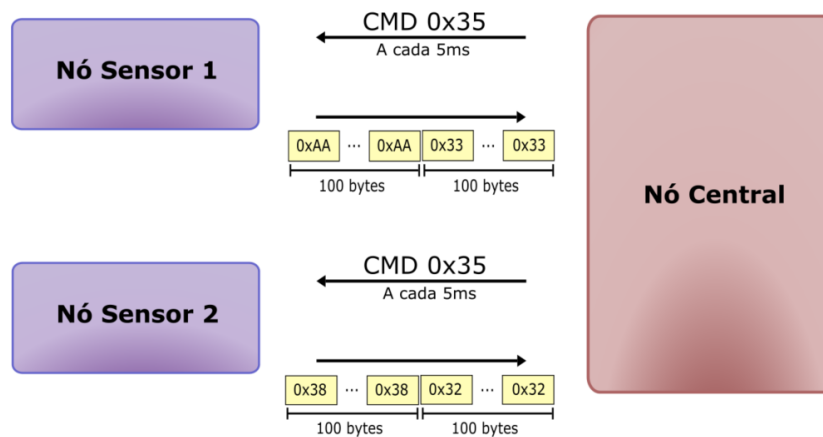 CMD 0x35
A cada 5ms
Nó Sensor 1
0xAA ... 0xAA 0x33 ... 0x33
100 bytes 100 bytes
Nó Central
CMD 0x35
A cada 5ms
Nó Sensor 2
0x38 ... 0x38 0x32 ... 0x32
100 bytes 100 bytes